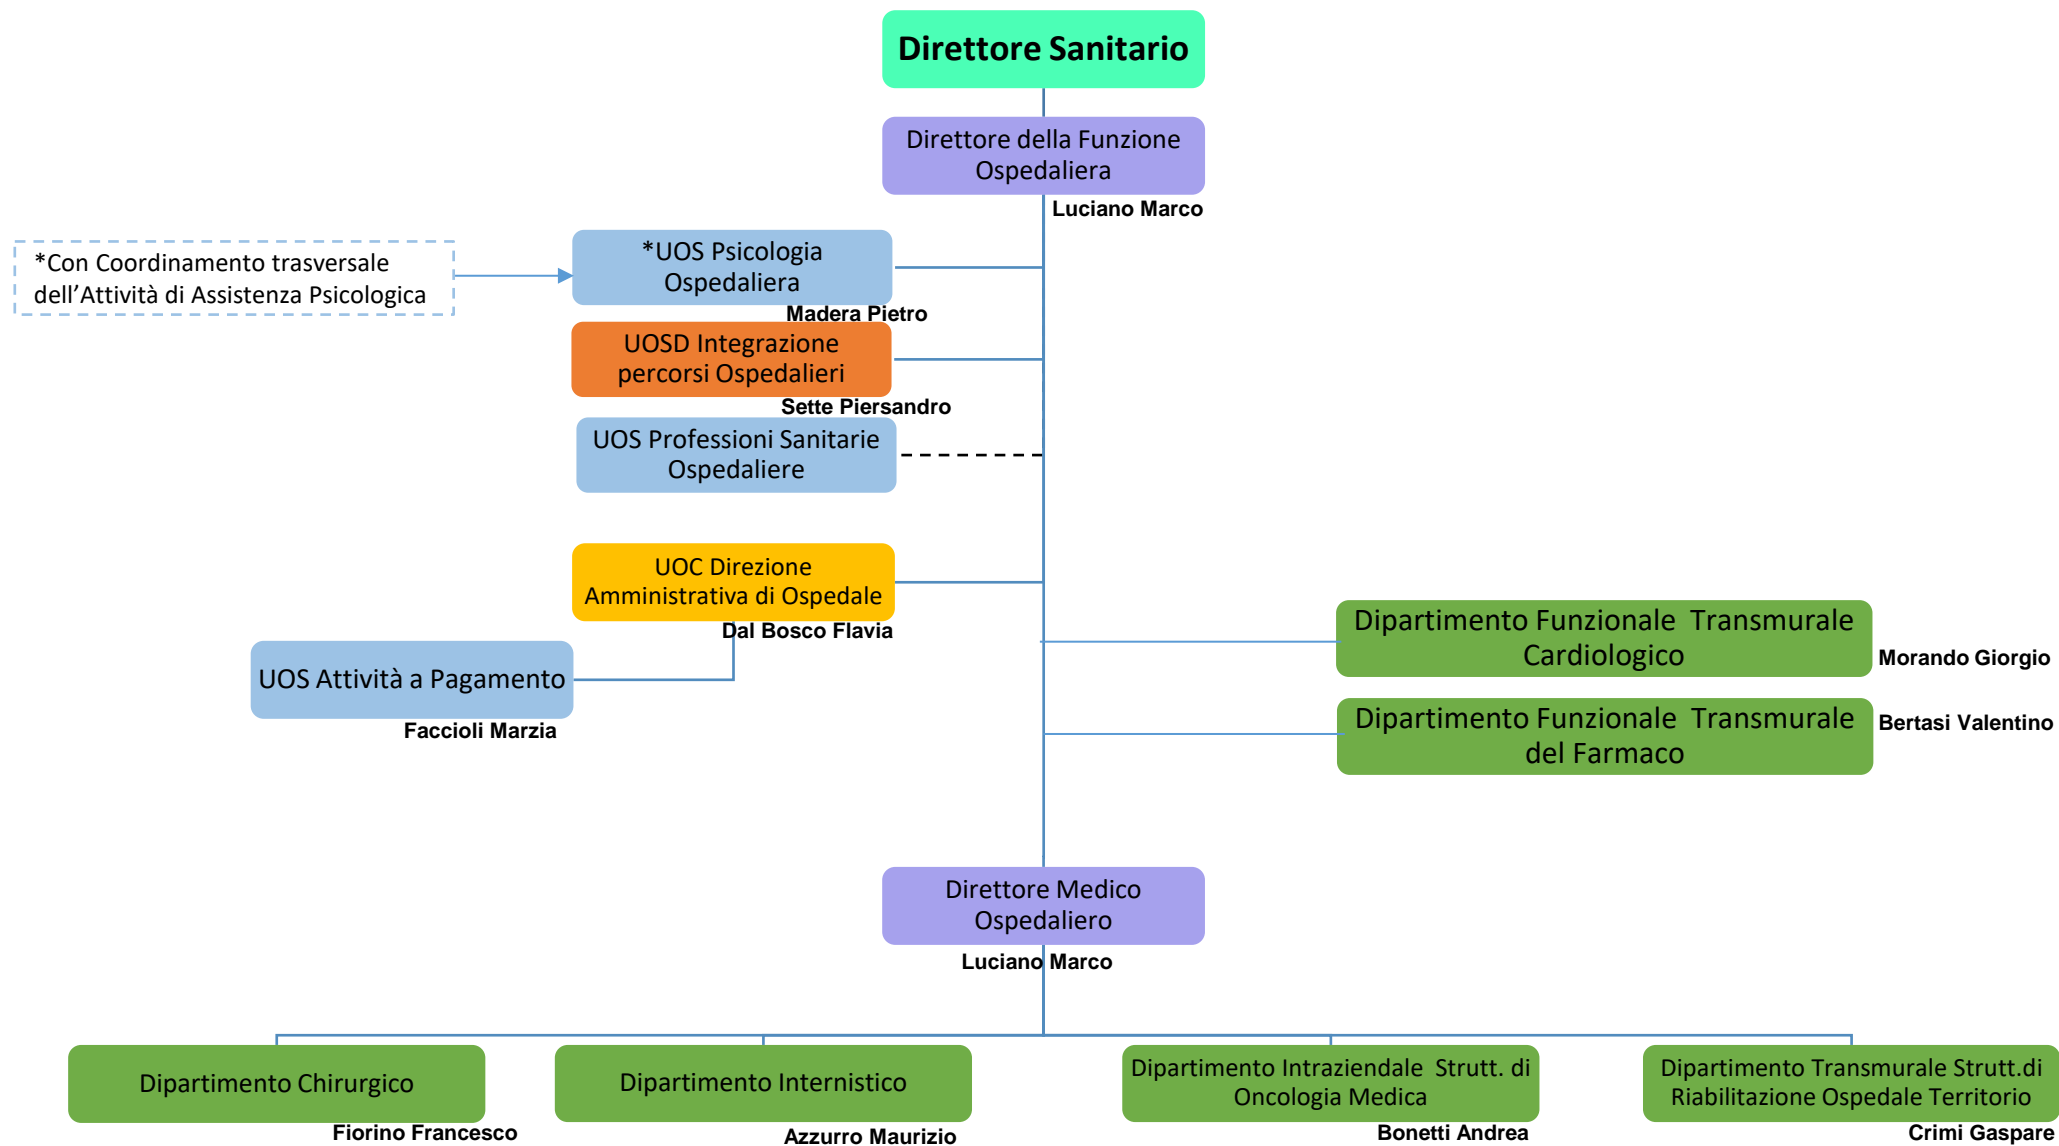 Direttore Sanitario
Direttore della Funzione
Ospedaliera
Luciano Marco
*Con Coordinamento trasversale
dell’Attività di Assistenza Psicologica
*UOS Psicologia
Ospedaliera
Madera Pietro
UOSD Integrazione
percorsi Ospedalieri
Sette Piersandro
UOS Professioni Sanitarie
Ospedaliere
UOC Direzione
Amministrativa di Ospedale
Dal Bosco Flavia
UOS Attività a Pagamento
Faccioli Marzia
Dipartimento Funzionale  Transmurale
Cardiologico
Morando Giorgio
Dipartimento Funzionale  Transmurale
del Farmaco
Bertasi Valentino
Direttore Medico
Ospedaliero
Luciano Marco
Dipartimento Chirurgico
Fiorino Francesco
Dipartimento Internistico
Azzurro Maurizio
Dipartimento Intraziendale  Strutt. di
Oncologia Medica
Bonetti Andrea
Dipartimento Transmurale Strutt.di
Riabilitazione Ospedale Territorio
Crimi Gaspare